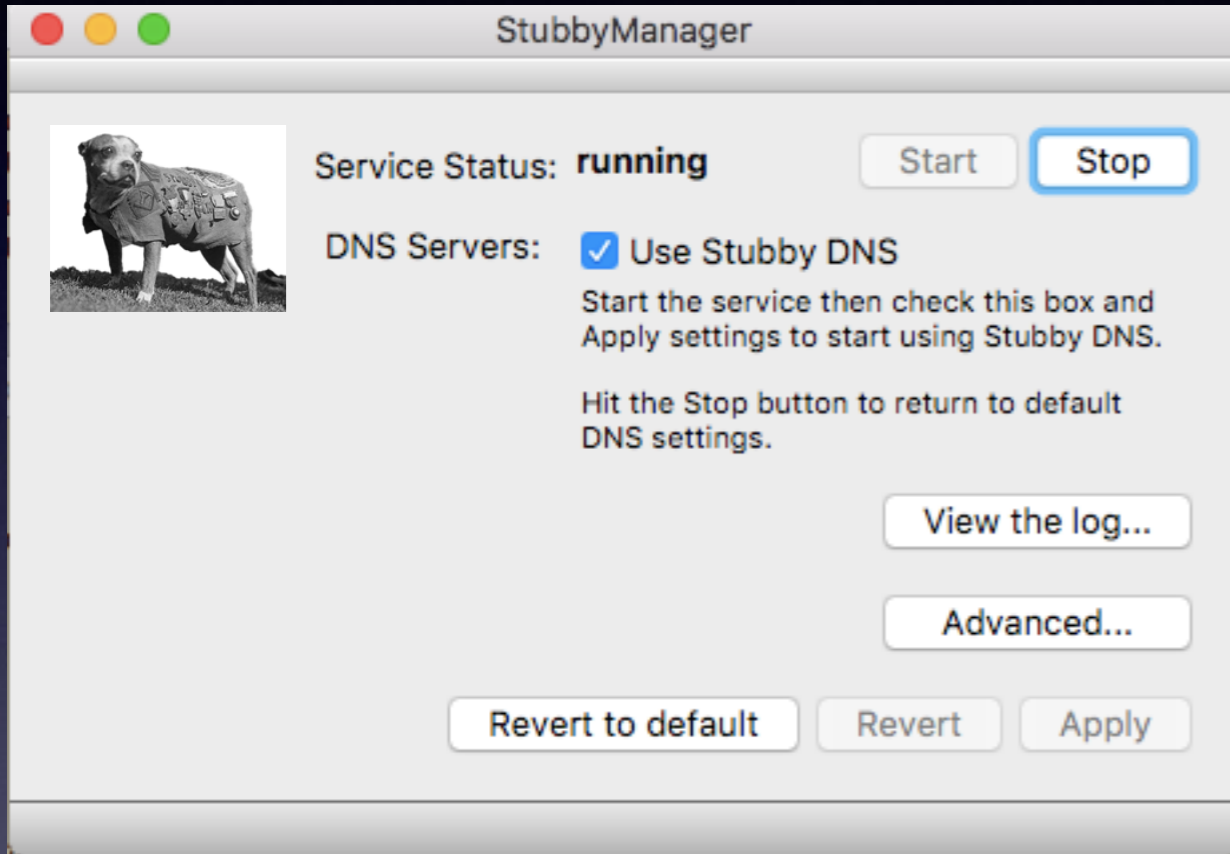 StubbyManager
Service Status: running
Start
Stop
DNS Servers:
Use Stubby DNS
Start the service then check this box and
Apply settings to start using Stubby DNS.
Hit the Stop button to return to default
DNS settings.
View the log...
Advanced...
Revert to default
Revert
Apply